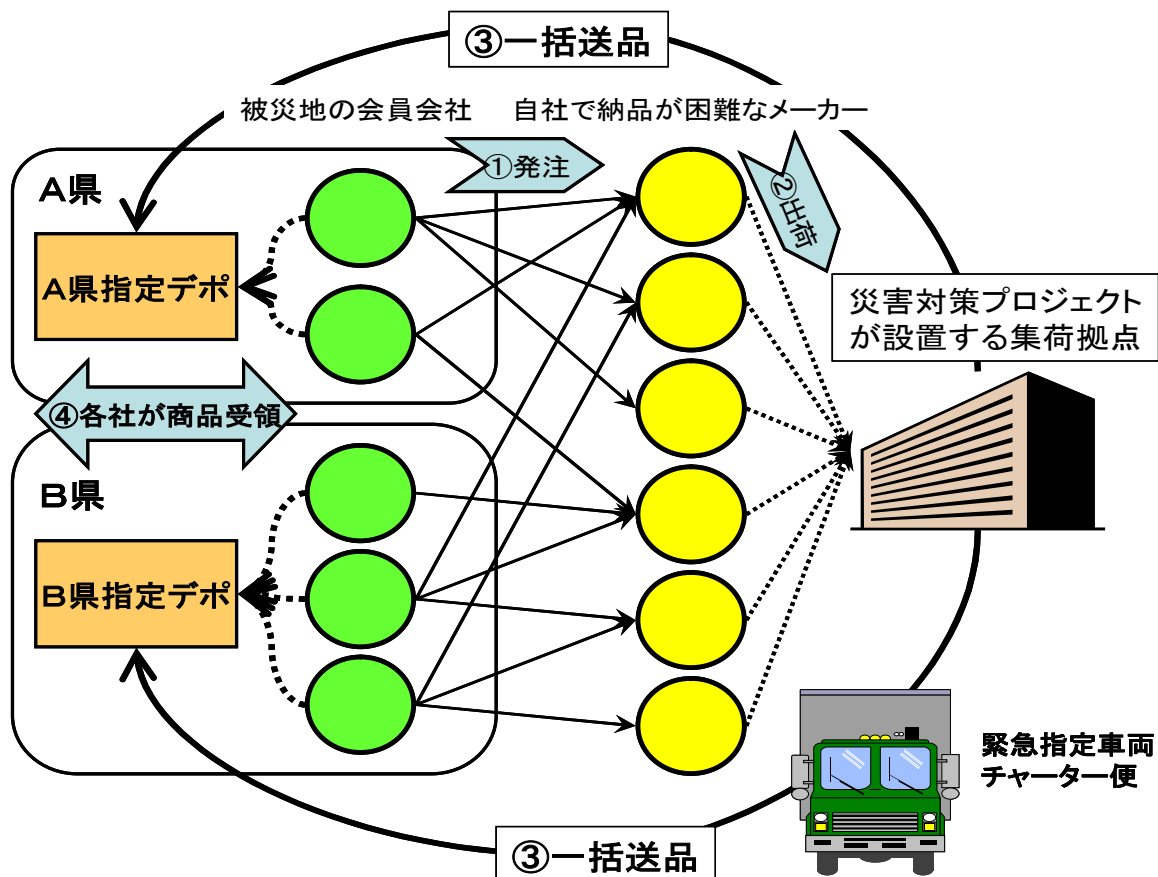 ③一括送品
被災地の会員会社 自社で納品が困難なメーカー
①発注
②出荷
A県
A県指定デポ
災害対策プロジェクト
が設置する集荷拠点
④各社が商品受領
B県
B県指定デポ
緊急指定車両
チャーター便
③一括送品